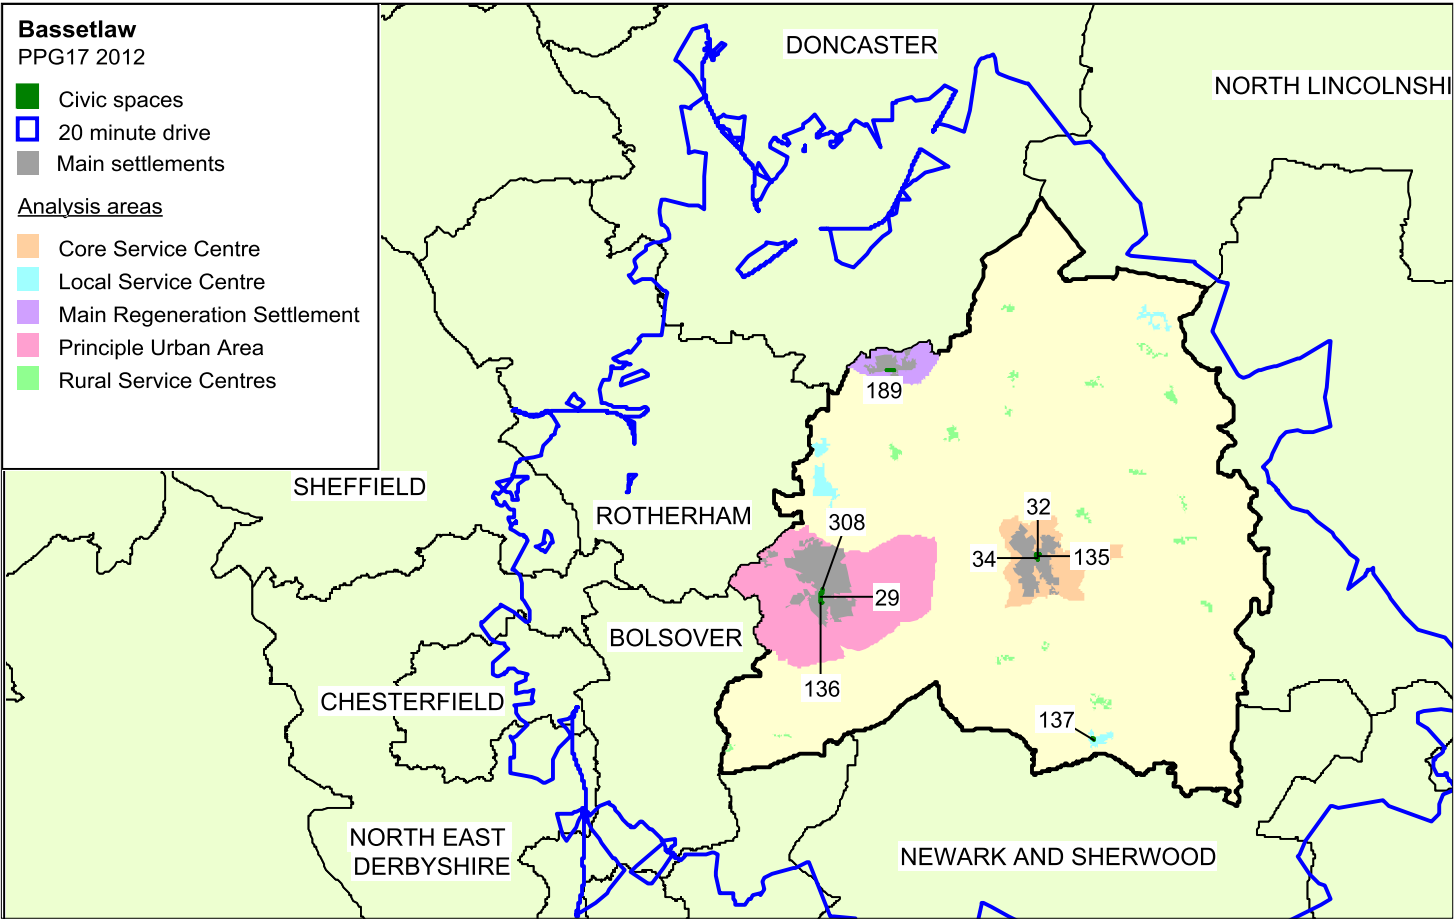 Bassetlaw
PPG17 2012
Civic spaces
20 minute drive
Main settlements
Analysis areas
Core Service Centre
Local Service Centre
Main Regeneration Settlement
Principle Urban Area
Rural Service Centres
DONCASTER
NORTH LINCOLNSHI
189
SHEFFIELD
ROTHERHAM
308
32
34
135
29
BOLSOVER
136
CHESTERFIELD
137
NORTH EAST
DERBYSHIRE
NEWARK AND SHERWOOD